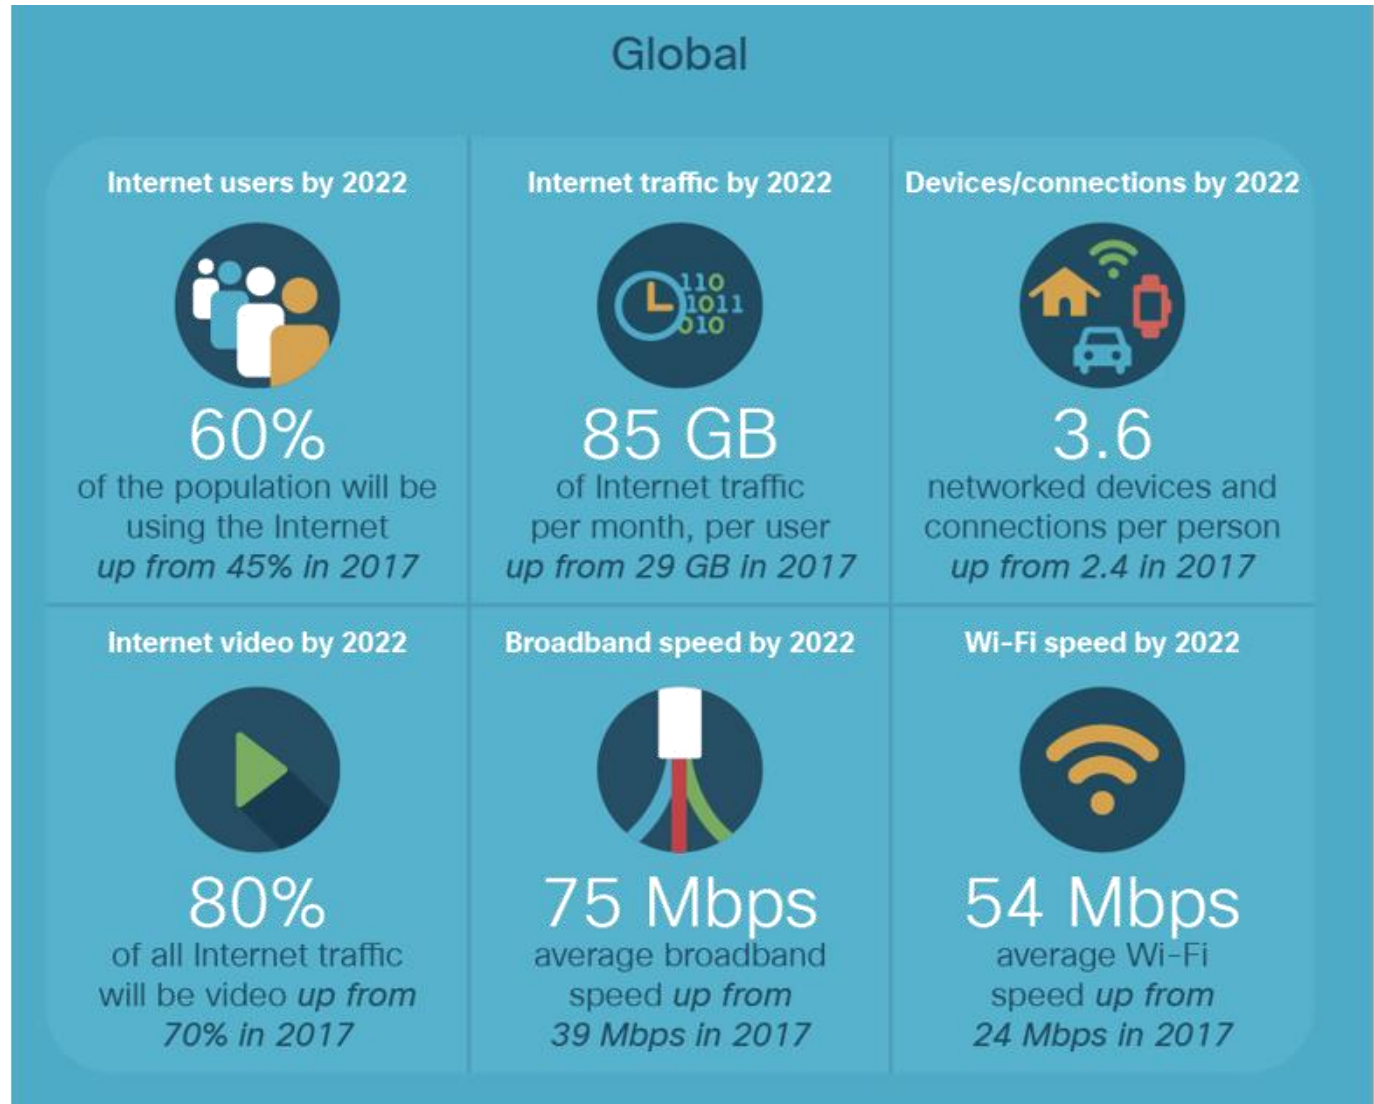 Global
Internet users by 2022
60%
of the population will be
using the Internet
up from 45% in 2017
Internet traffic by 2022
110
1011
010
85 GB
of Internet traffic
per month, per user
up from 29 GB in 2017
Devices/connections by 2022
3.6
networked devices and
connections per person
up from 2.4 in 2017
Internet video by 2022
80%
of all Internet traffic
will be video up from
70% in 2017
Broadband speed by 2022
75 Mbps
average broadband
speed up from
39 Mbps in 2017
Wi-Fi speed by 2022
54 Mbps
average Wi-Fi
speed up from
24 Mbps in 2017